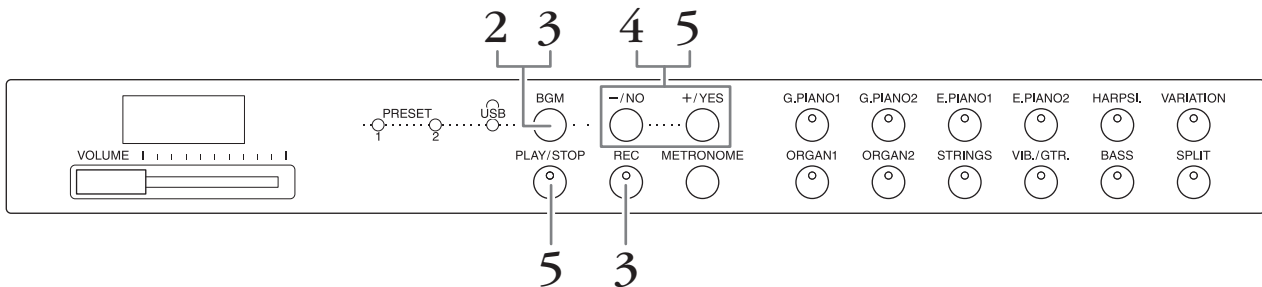 2 3 4 5
BGM −/NO +/YES G.PIANO1 G.PIANO2 E.PIANO1 E.PIANO2 HARPSI. VARIATION
PRESET USB
1 2
VOLUME PLAY/STOP REC METRONOME ORGAN1 ORGAN2 STRINGS VIB./GTR. BASS SPLIT
5 3